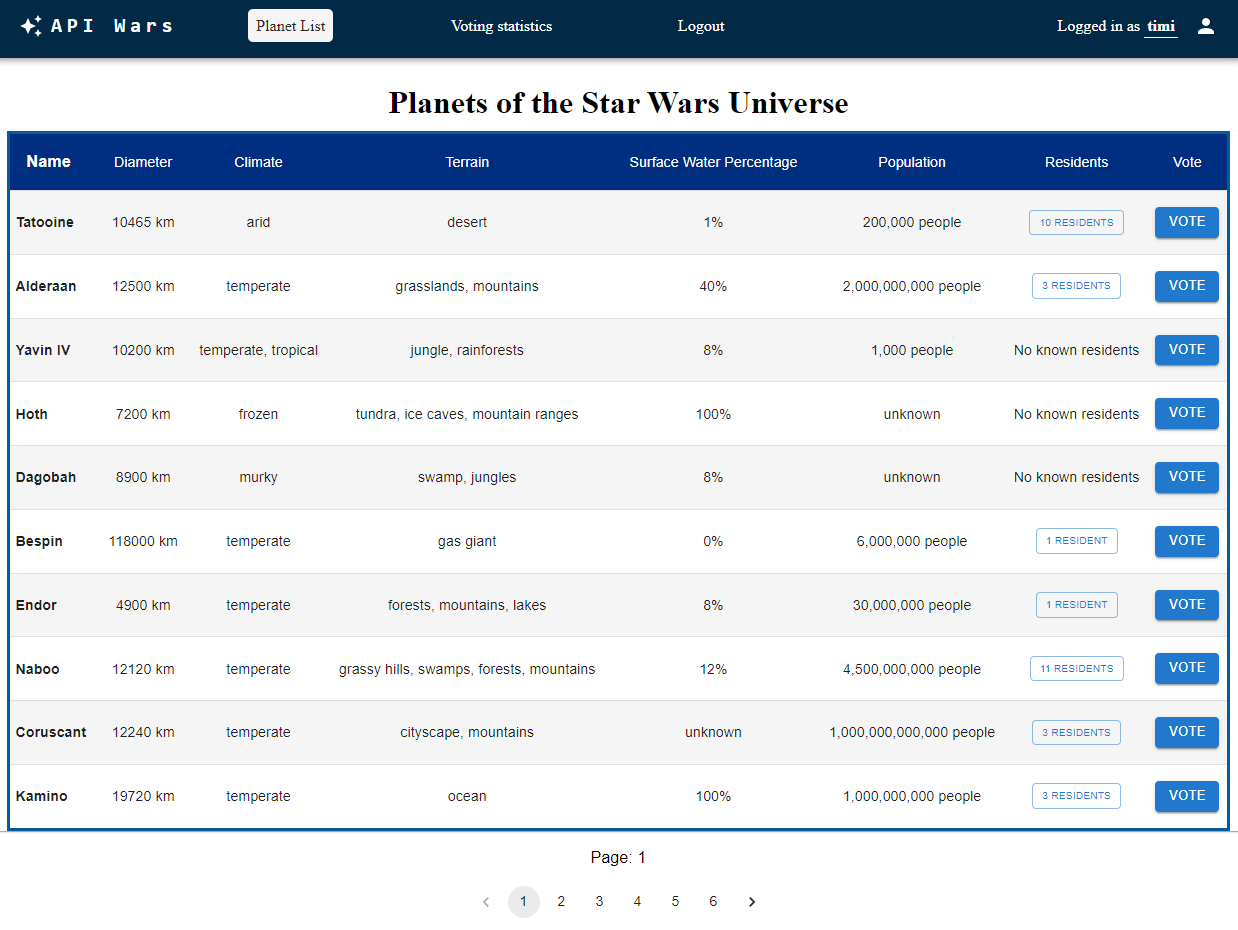 API Wars Planet List Voting statistics Logout Logged in as timi
Planets of the Star Wars Universe
Name Diameter Climate Terrain Surface Water Percentage Population Residents Vote
Tatooine 10465 km arid desert 1% 200,000 people 10 RESIDENTS VOTE
Alderaan 12500 km temperate grasslands, mountains 40% 2,000,000,000 people 3 RESIDENTS VOTE
Yavin IV 10200 km temperate, tropical jungle, rainforests 8% 1,000 people No known residents VOTE
Hoth 7200 km frozen tundra, ice caves, mountain ranges 100% unknown No known residents VOTE
Dagobah 8900 km murky swamp, jungles 8% unknown No known residents VOTE
Bespin 118000 km temperate gas giant 0% 6,000,000 people 1 RESIDENT VOTE
Endor 4900 km temperate forests, mountains, lakes 8% 30,000,000 people 1 RESIDENT VOTE
Naboo 12120 km temperate grassy hills, swamps, forests, mountains 12% 4,500,000,000 people 11 RESIDENTS VOTE
Coruscant 12240 km temperate cityscape, mountains unknown 1,000,000,000,000 people 3 RESIDENTS VOTE
Kamino 19720 km temperate ocean 100% 1,000,000,000 people 3 RESIDENTS VOTE
Page: 1
1 2 3 4 5 6